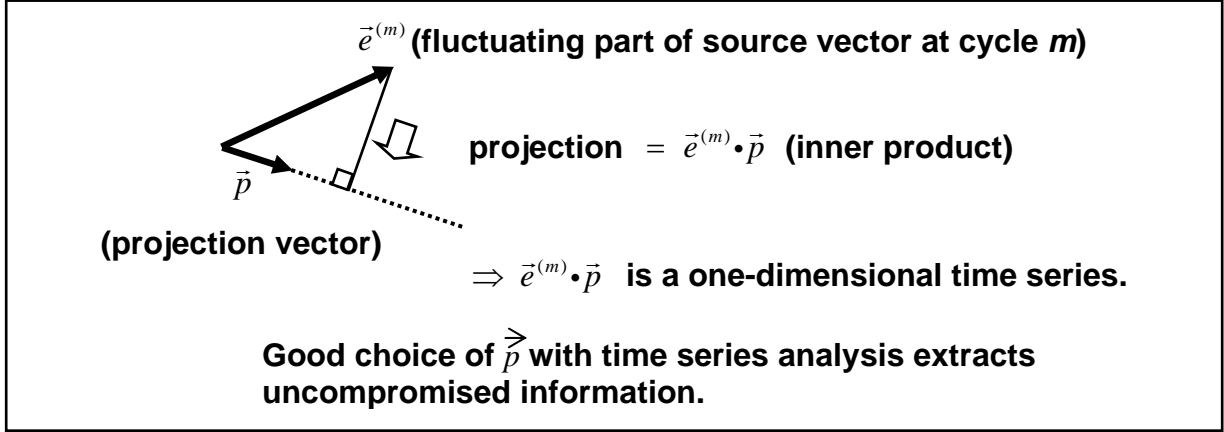 e⃗⁽ᵐ⁾ (fluctuating part of source vector at cycle m)
projection = e⃗⁽ᵐ⁾•p⃗ (inner product)
p⃗
(projection vector)
⇒ e⃗⁽ᵐ⁾•p⃗ is a one-dimensional time series.
Good choice of p⃗ with time series analysis extracts
uncompromised information.